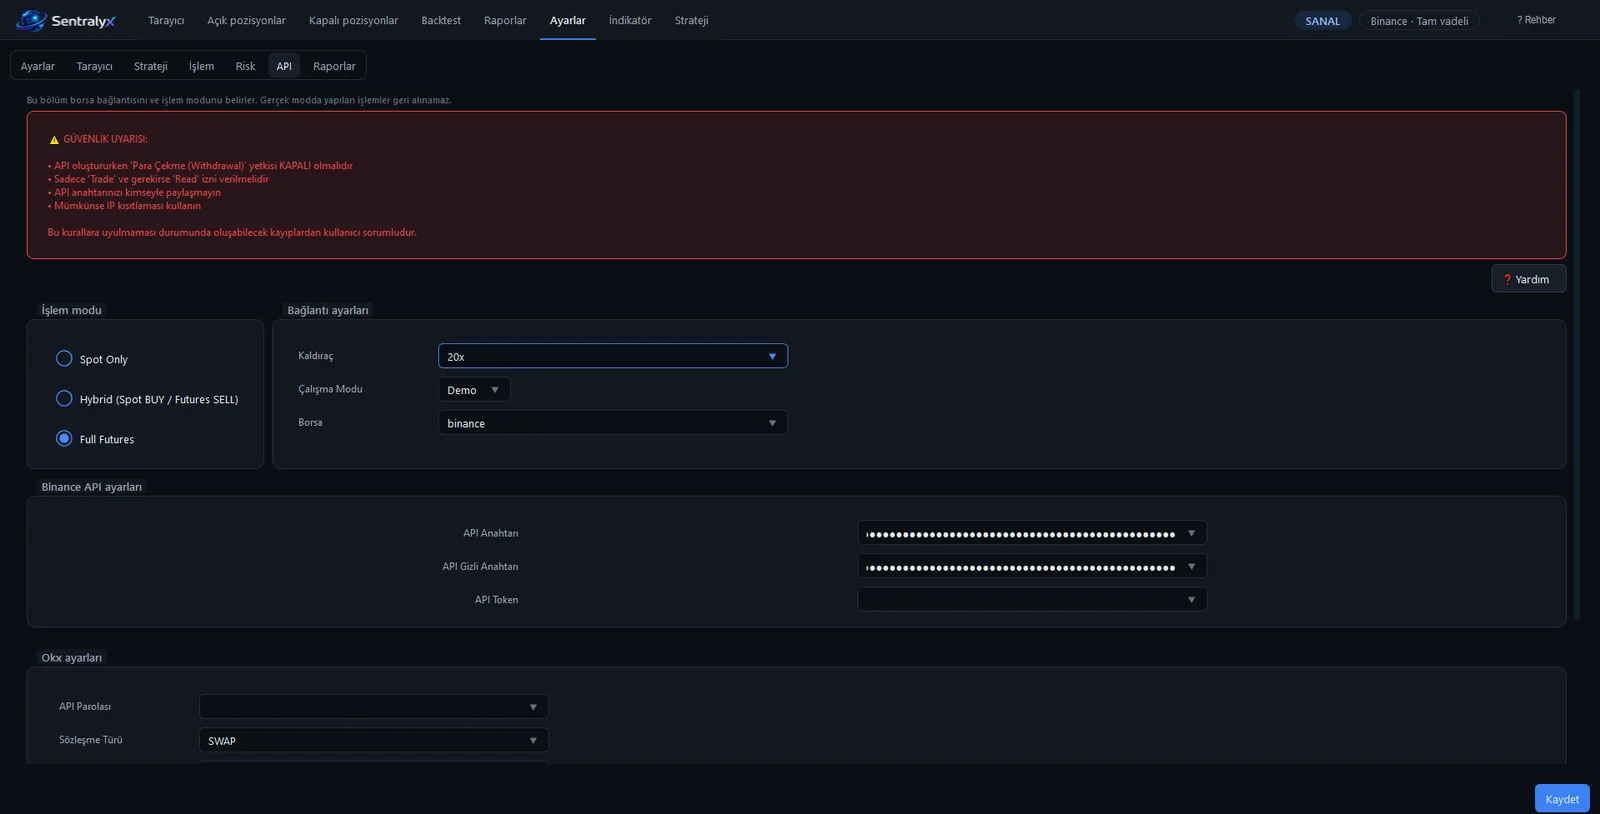 Sentralyx
Tarayıcı
Açık pozisyonlar
Kapalı pozisyonlar
Backtest
Raporlar
Ayarlar
İndikatör
Strateji
SANAL
Binance · Tam vadeli
? Rehber
Ayarlar
Tarayıcı
Strateji
İşlem
Risk
API
Raporlar
Bu bölüm borsa bağlantısını ve işlem modunu belirler. Gerçek modda yapılan işlemler geri alınamaz.
⚠ GÜVENLİK UYARISI:
• API oluştururken 'Para Çekme (Withdrawal)' yetkisi KAPALI olmalıdır
• Sadece 'Trade' ve gerekirse 'Read' izni verilmelidir
• API anahtarınızı kimseyle paylaşmayın
• Mümkünse IP kısıtlaması kullanın
Bu kurallara uyulmaması durumunda oluşabilecek kayıplardan kullanıcı sorumludur.
❓ Yardım
İşlem modu
Spot Only
Hybrid (Spot BUY / Futures SELL)
Full Futures
Bağlantı ayarları
Kaldıraç
20x
Çalışma Modu
Demo
Borsa
binance
Binance API ayarları
API Anahtarı
API Gizli Anahtarı
API Token
Okx ayarları
API Parolası
Sözleşme Türü
SWAP
Kaydet